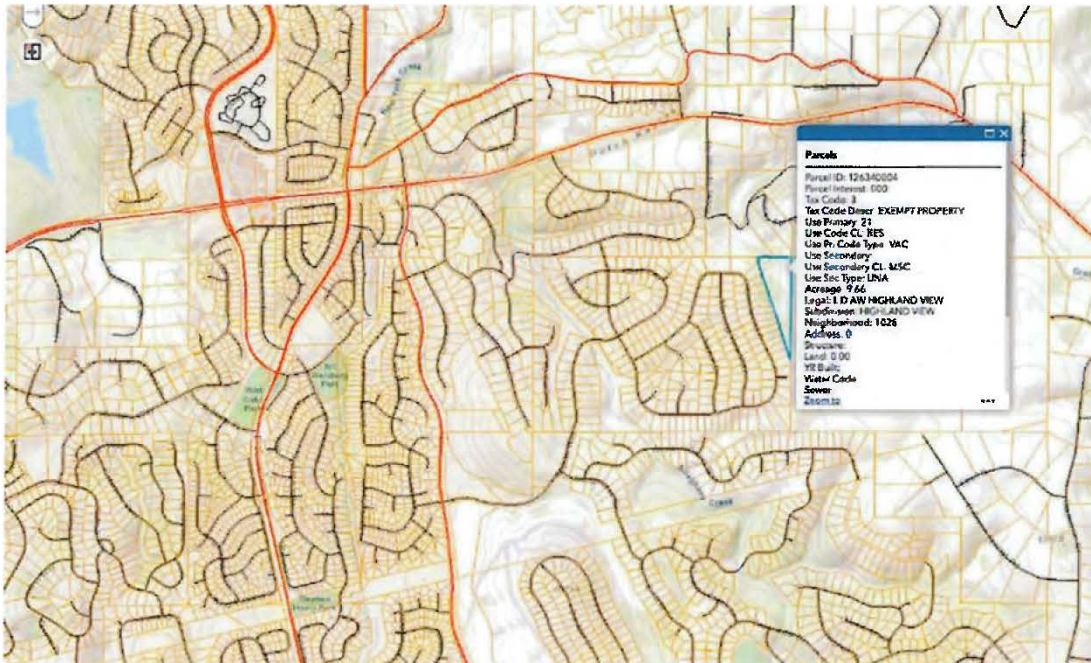 Parcels
Parcel ID: 126340004
Parcel Interest: 000
Tax Code: 3
Tax Code Descr: EXEMPT PROPERTY
Use Primary: 21
Use Code CL: RES
Use Pr. Code Type: VAC
Use Secondary:
Use Secondary CL: MSC
Use Sec Type: UNA
Acreage: 9.66
Legal: L D AW HIGHLAND VIEW
Subdivision: HIGHLAND VIEW
Neighborhood: 1026
Address: 0
Structure:
Land: 0.00
YR Built:
Water Code
Sewer
Zoom to
Park
Park
Creek